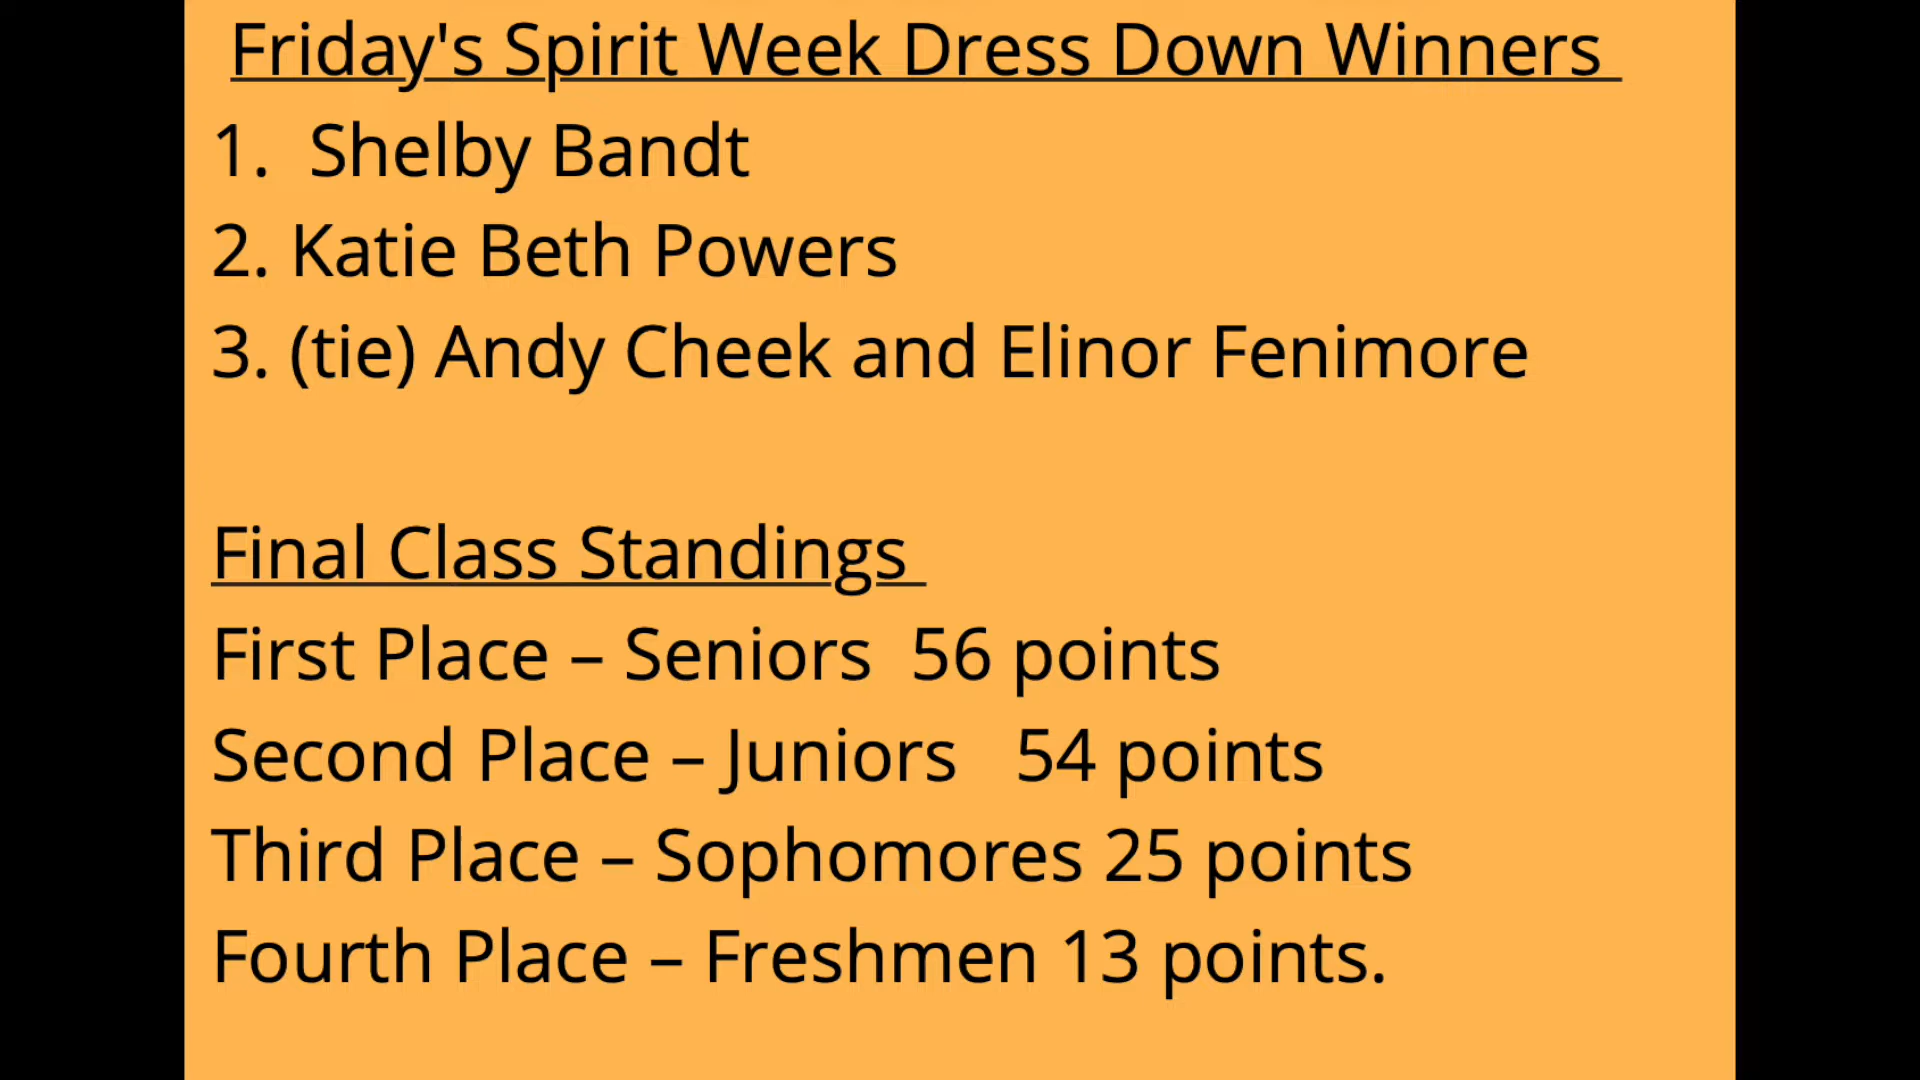 Friday's Spirit Week Dress Down Winners
1.  Shelby Bandt
2. Katie Beth Powers
3. (tie) Andy Cheek and Elinor Fenimore
Final Class Standings
First Place – Seniors  56 points
Second Place – Juniors   54 points
Third Place – Sophomores 25 points
Fourth Place – Freshmen 13 points.